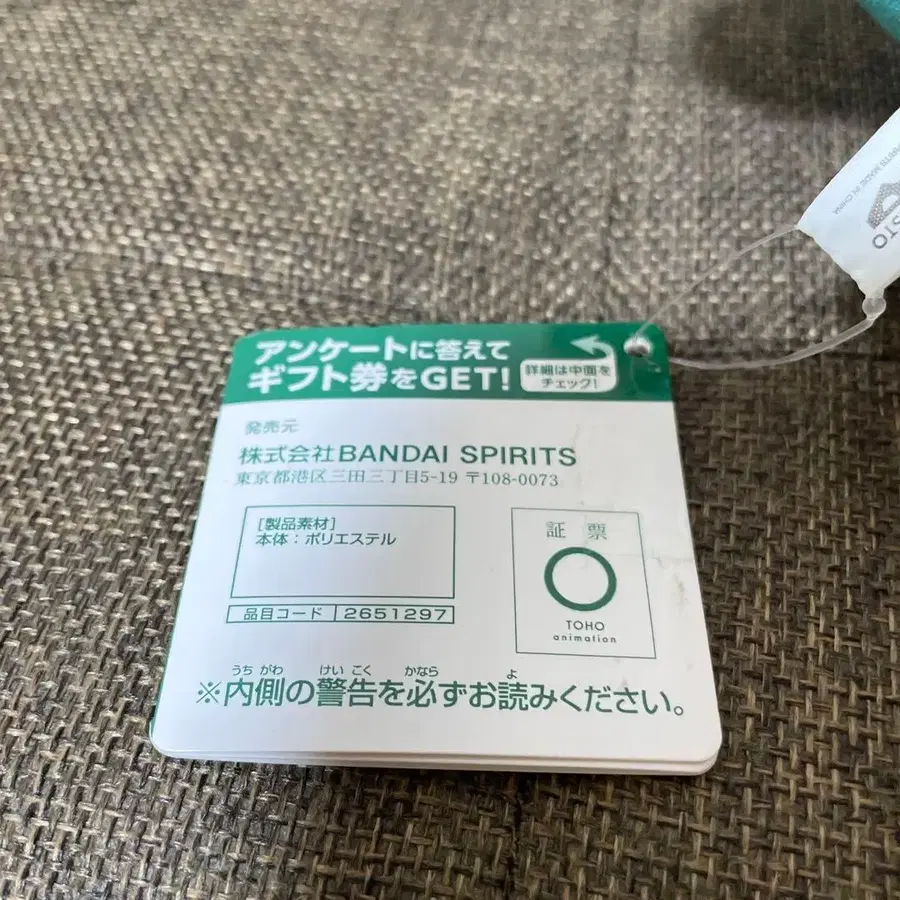 アンケートに答えて
ギフト券をGET!
詳細は中面を
チェック!
発売元
株式会社BANDAI SPIRITS
東京都港区三田三丁目5-19 〒108-0073
[製品素材]
本体：ポリエステル
品目コード 2651297
証票
TOHO
animation
うちがわ けいこく かなら よ
※内側の警告を必ずお読みください。
MADE IN CHINA